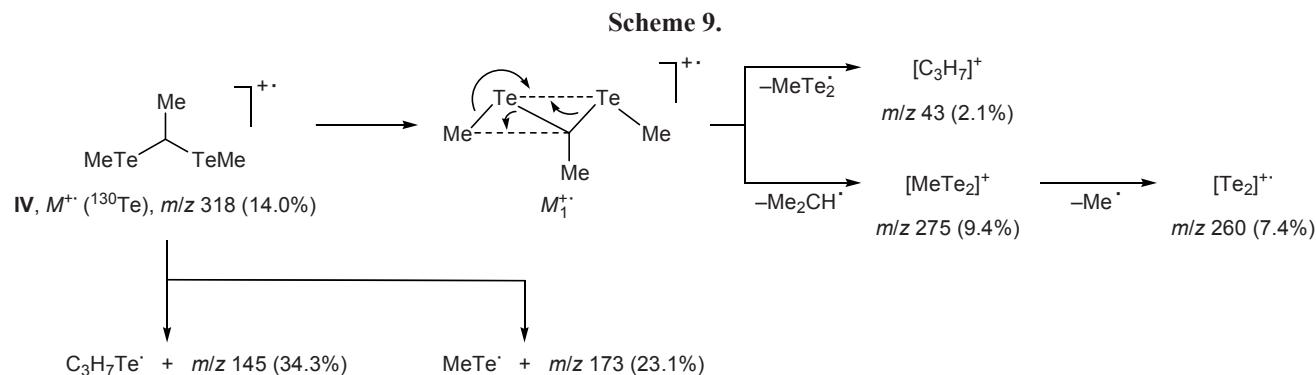 Scheme 9.
Me
MeTe
TeMe
+·
IV, M+· (130Te), m/z 318 (14.0%)
Te
Te
Me
Me
Me
+·
M1+·
–MeTe2·
[C3H7]+
m/z 43 (2.1%)
–Me2CH·
[MeTe2]+
m/z 275 (9.4%)
–Me·
[Te2]+·
m/z 260 (7.4%)
C3H7Te· + m/z 145 (34.3%)
MeTe· + m/z 173 (23.1%)